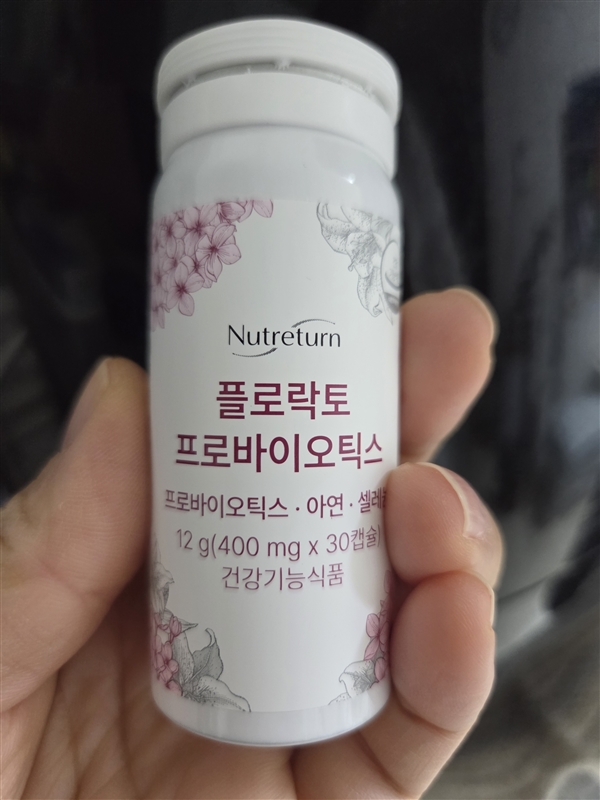 Nutreturn
플로락토
프로바이오틱스
프로바이오틱스 · 아연 ·
12 g(400 mg x 30캡슐)
건강기능식품